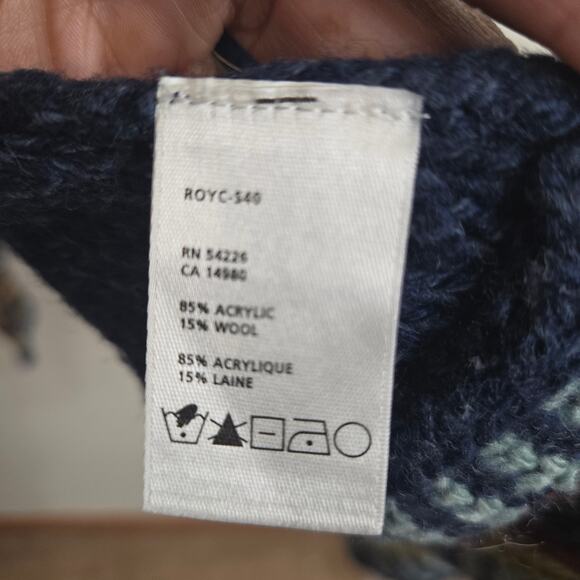 ROYC-S40
RN 54226
CA 14980
85% ACRYLIC
15% WOOL
85% ACRYLIQUE
15% LAINE